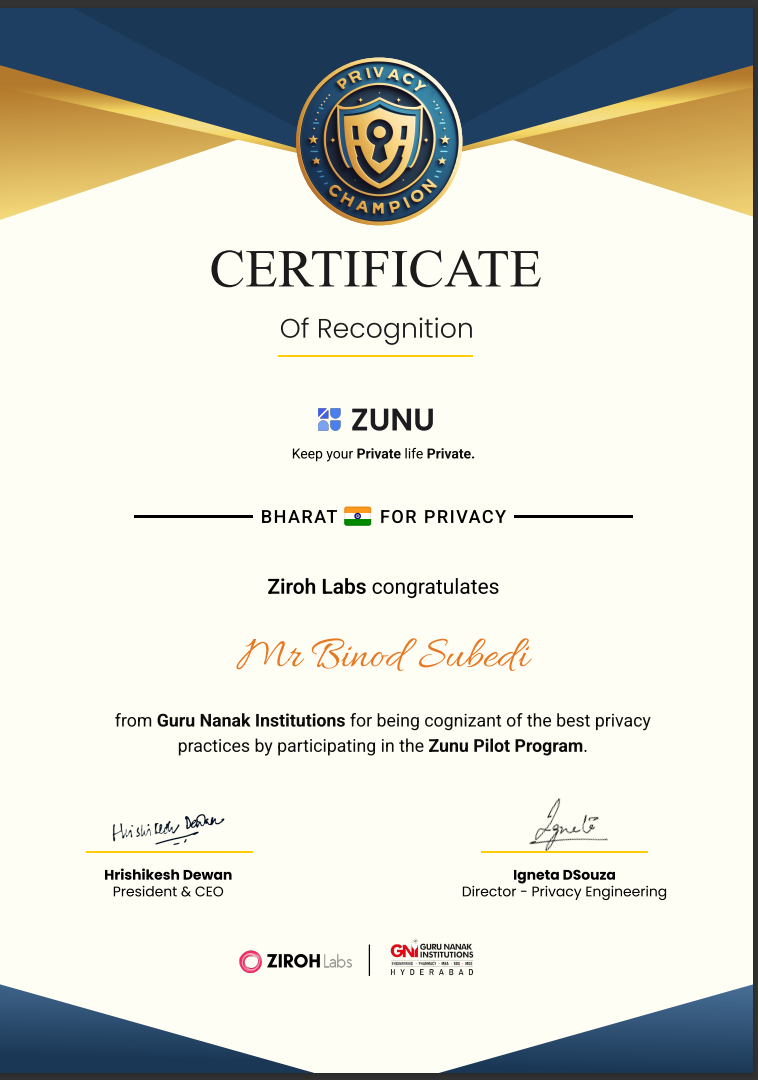 PRIVACY
CHAMPION
CERTIFICATE
Of Recognition
ZUNU
Keep your Private life Private.
BHARAT FOR PRIVACY
Ziroh Labs congratulates
Mr Binod Subedi
from Guru Nanak Institutions for being cognizant of the best privacy
practices by participating in the Zunu Pilot Program.
Hrishikesh Dewan
Igneta
Hrishikesh Dewan
President & CEO
Igneta DSouza
Director - Privacy Engineering
ZIROH Labs
GNI GURU NANAK
INSTITUTIONS
HYDERABAD